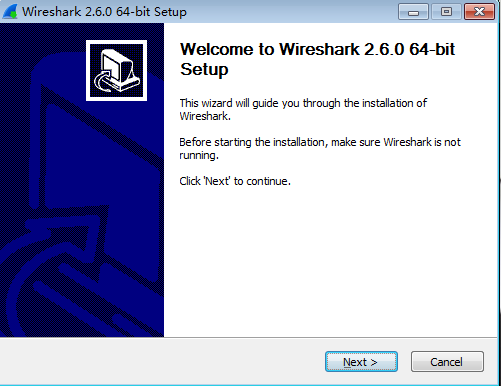 Wireshark 2.6.0 64-bit Setup
Welcome to Wireshark 2.6.0 64-bit
Setup
This wizard will guide you through the installation of
Wireshark.
Before starting the installation, make sure Wireshark is not
running.
Click 'Next' to continue.
Next >
Cancel